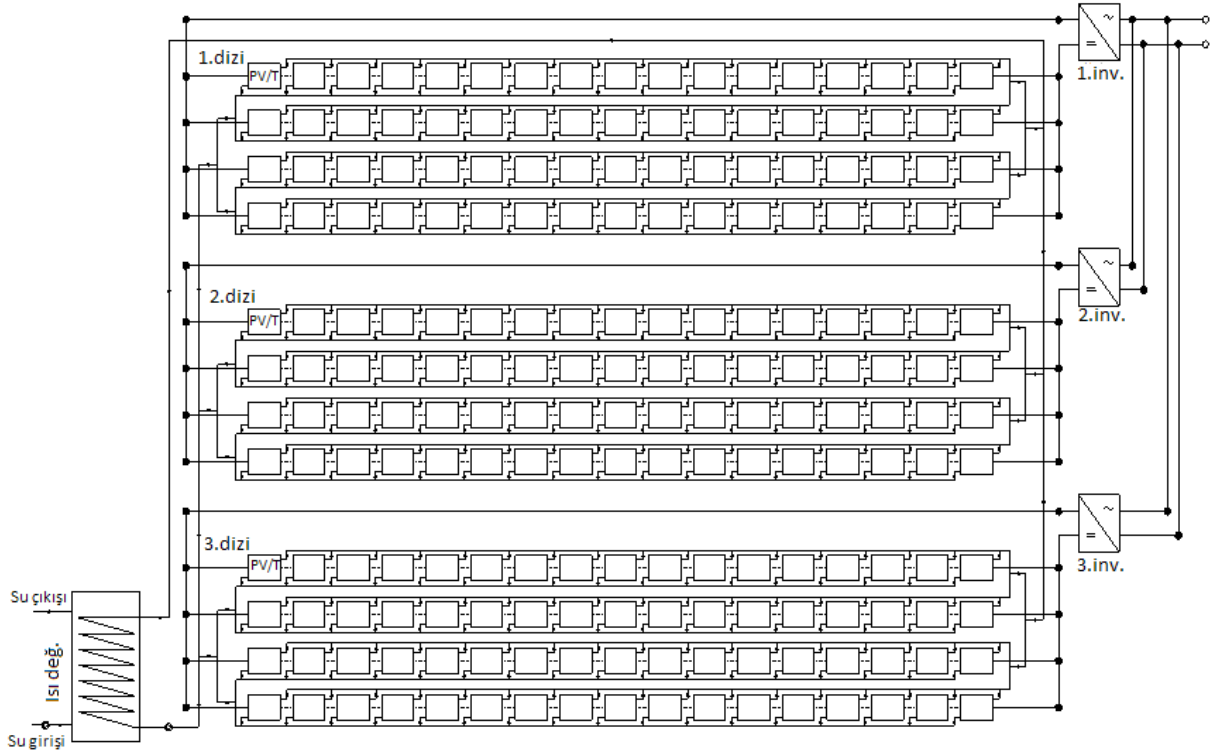 ~
=
1.inv.
1.dizi
PV/T
~
=
2.inv.
2.dizi
PV/T
~
=
3.inv.
3.dizi
PV/T
Su çıkışı
Isı değ.
Su girişi